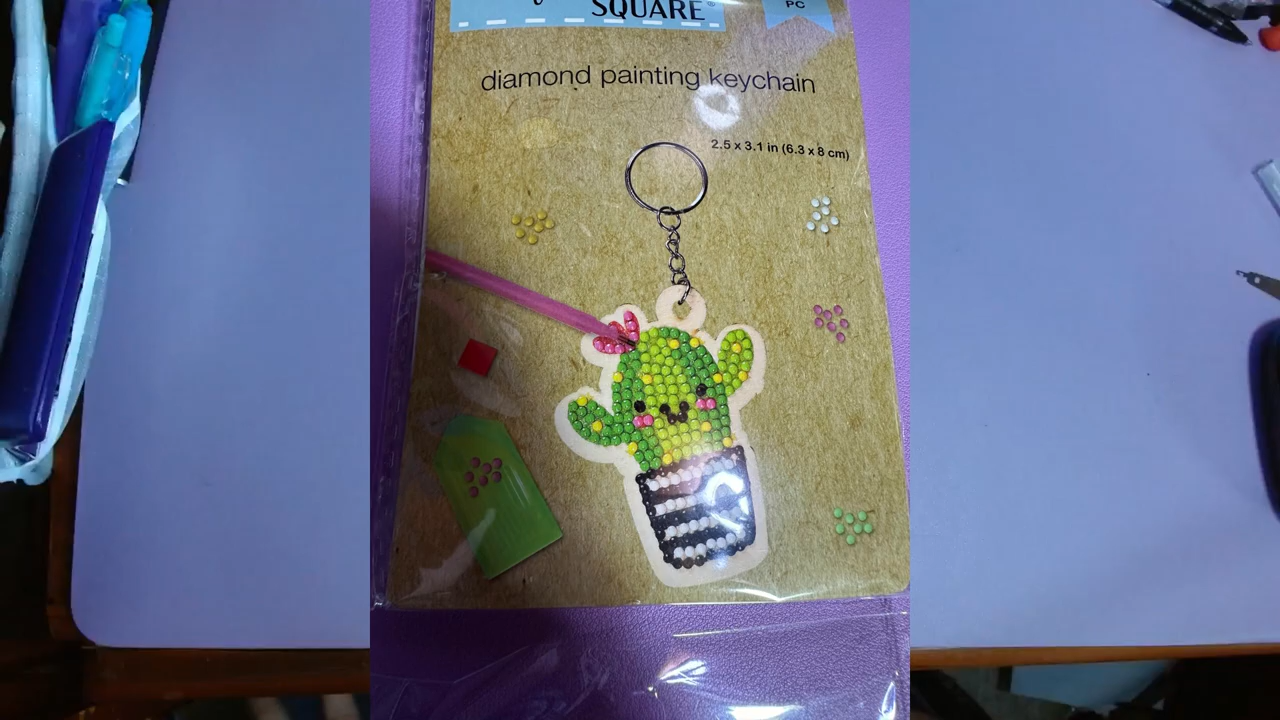 SQUARE®
PC
diamond painting keychain
2.5 x 3.1 in (6.3 x 8 cm)